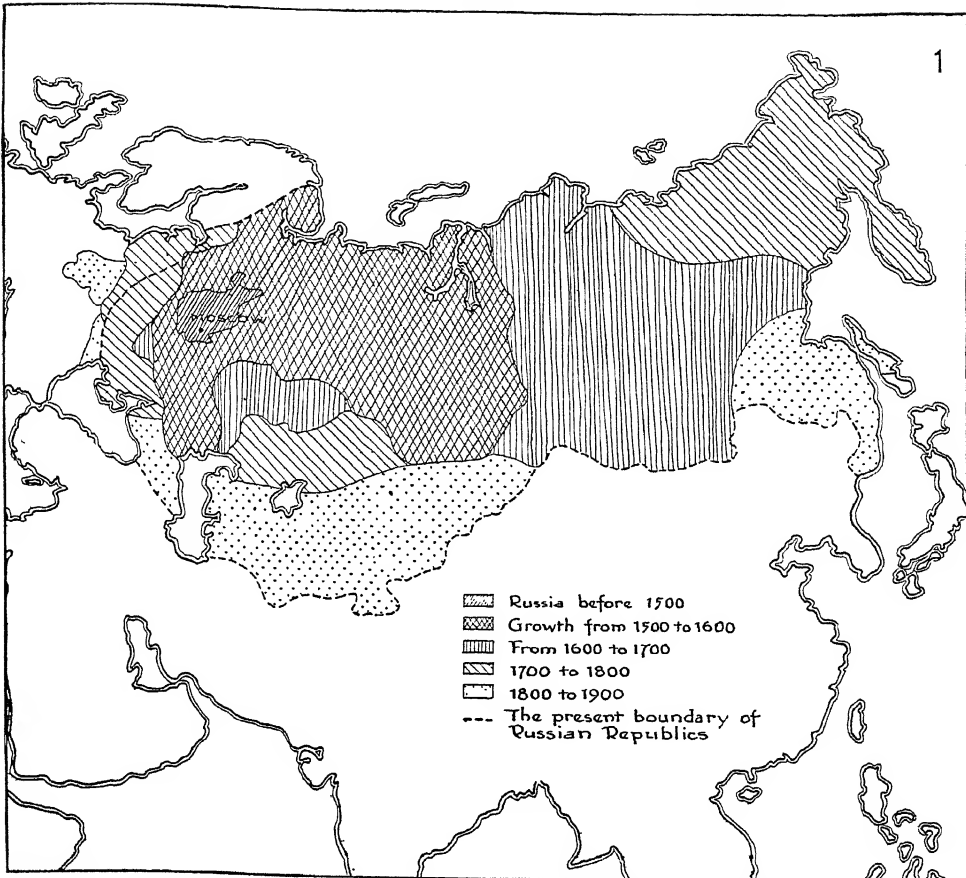 1
MOSCOW
Russia before 1500
Growth from 1500 to 1600
From 1600 to 1700
1700 to 1800
1800 to 1900
The present boundary of
Russian Republics